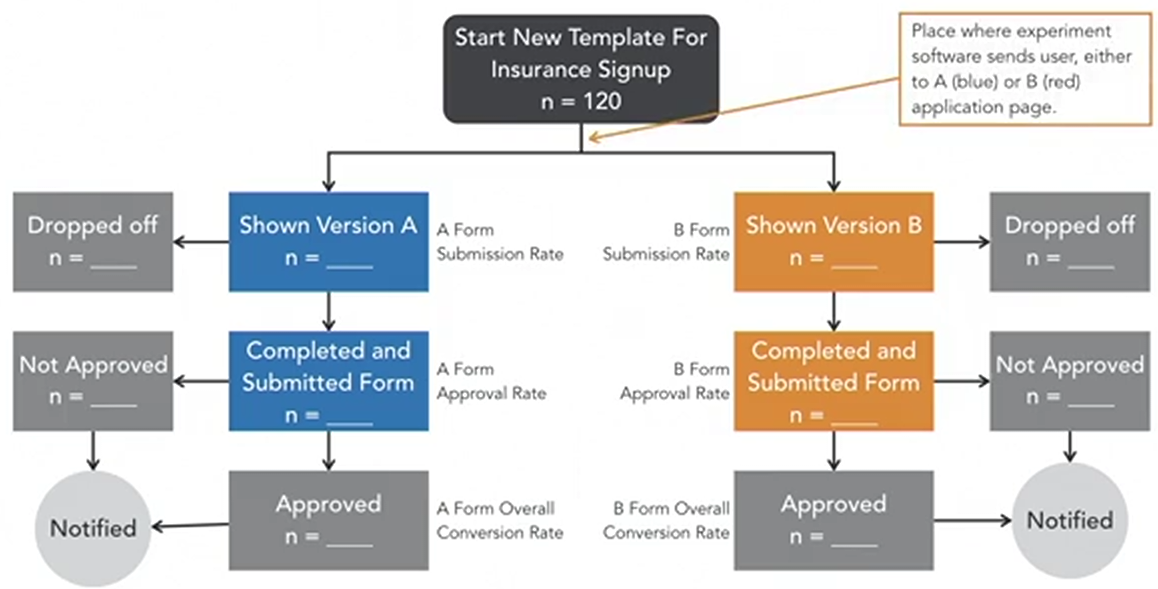 Start New Template For
Insurance Signup
n = 120
Place where experiment
software sends user, either
to A (blue) or B (red)
application page.
Dropped off
n = ____
Shown Version A
n = ____
A Form
Submission Rate
B Form
Submission Rate
Shown Version B
n = ____
Dropped off
n = ____
Not Approved
n = ____
Completed and
Submitted Form
n = ____
A Form
Approval Rate
B Form
Approval Rate
Completed and
Submitted Form
n = ____
Not Approved
n = ____
Notified
Approved
n = ____
A Form Overall
Conversion Rate
B Form Overall
Conversion Rate
Approved
n = ____
Notified